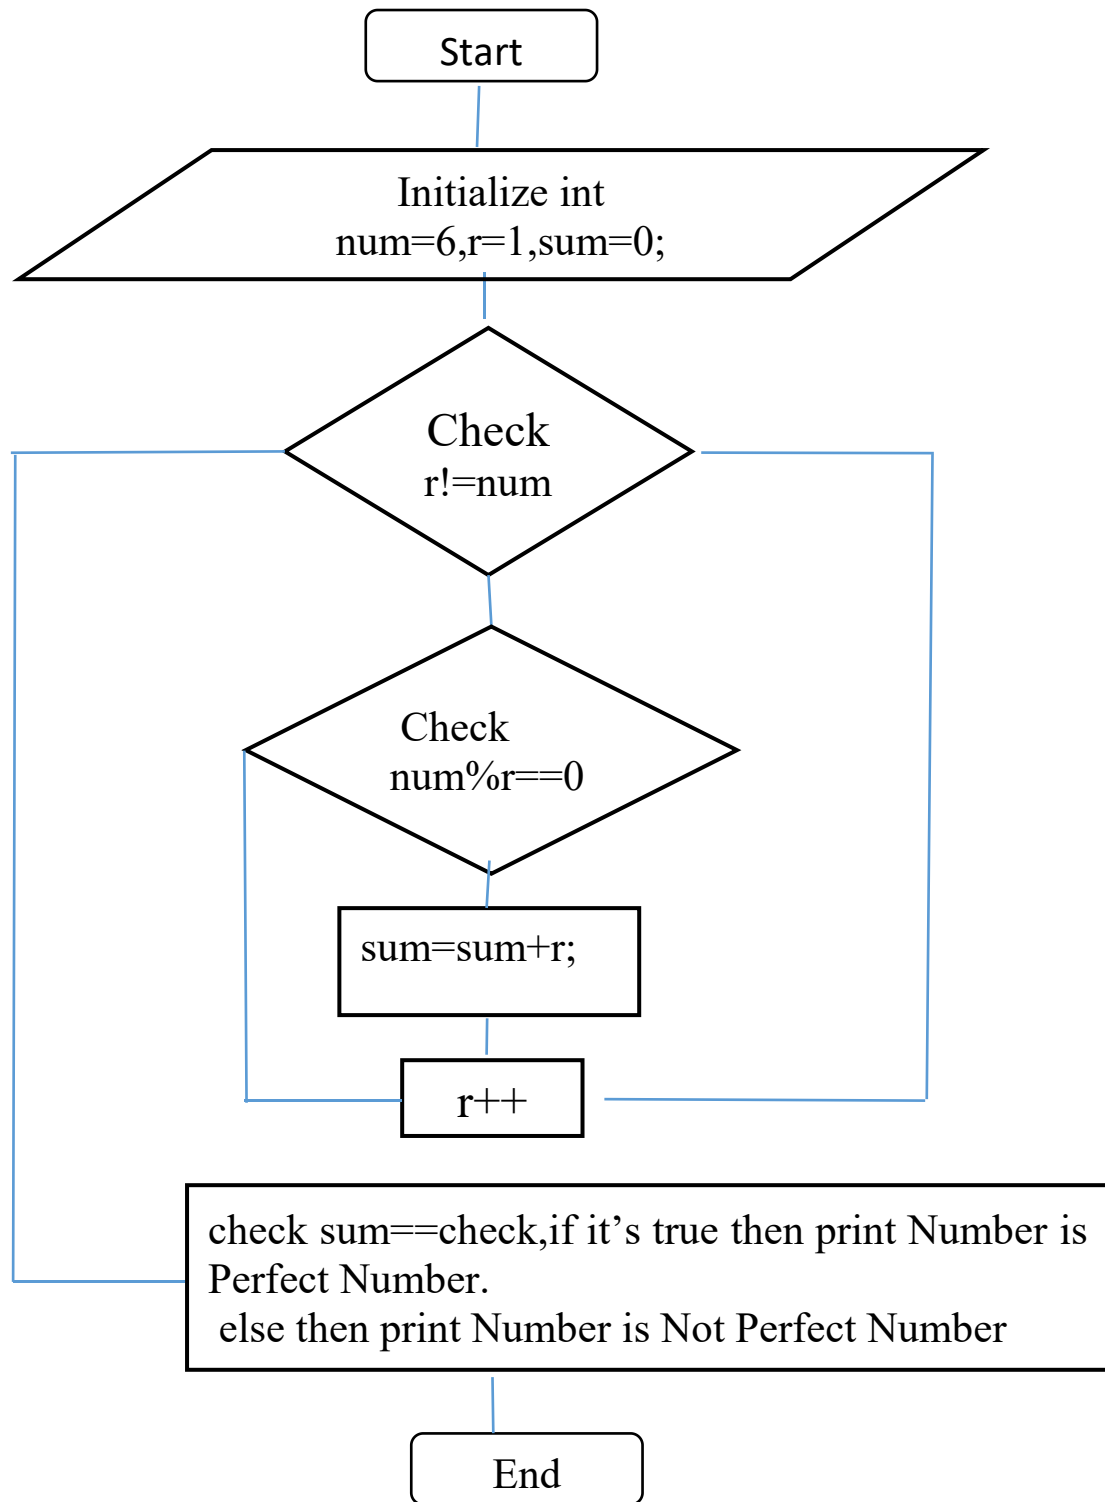 Start
Initialize int
num=6,r=1,sum=0;
Check
r!=num
Check
num%r==0
sum=sum+r;
r++
check sum==check,if it’s true then print Number is
Perfect Number.
else then print Number is Not Perfect Number
End